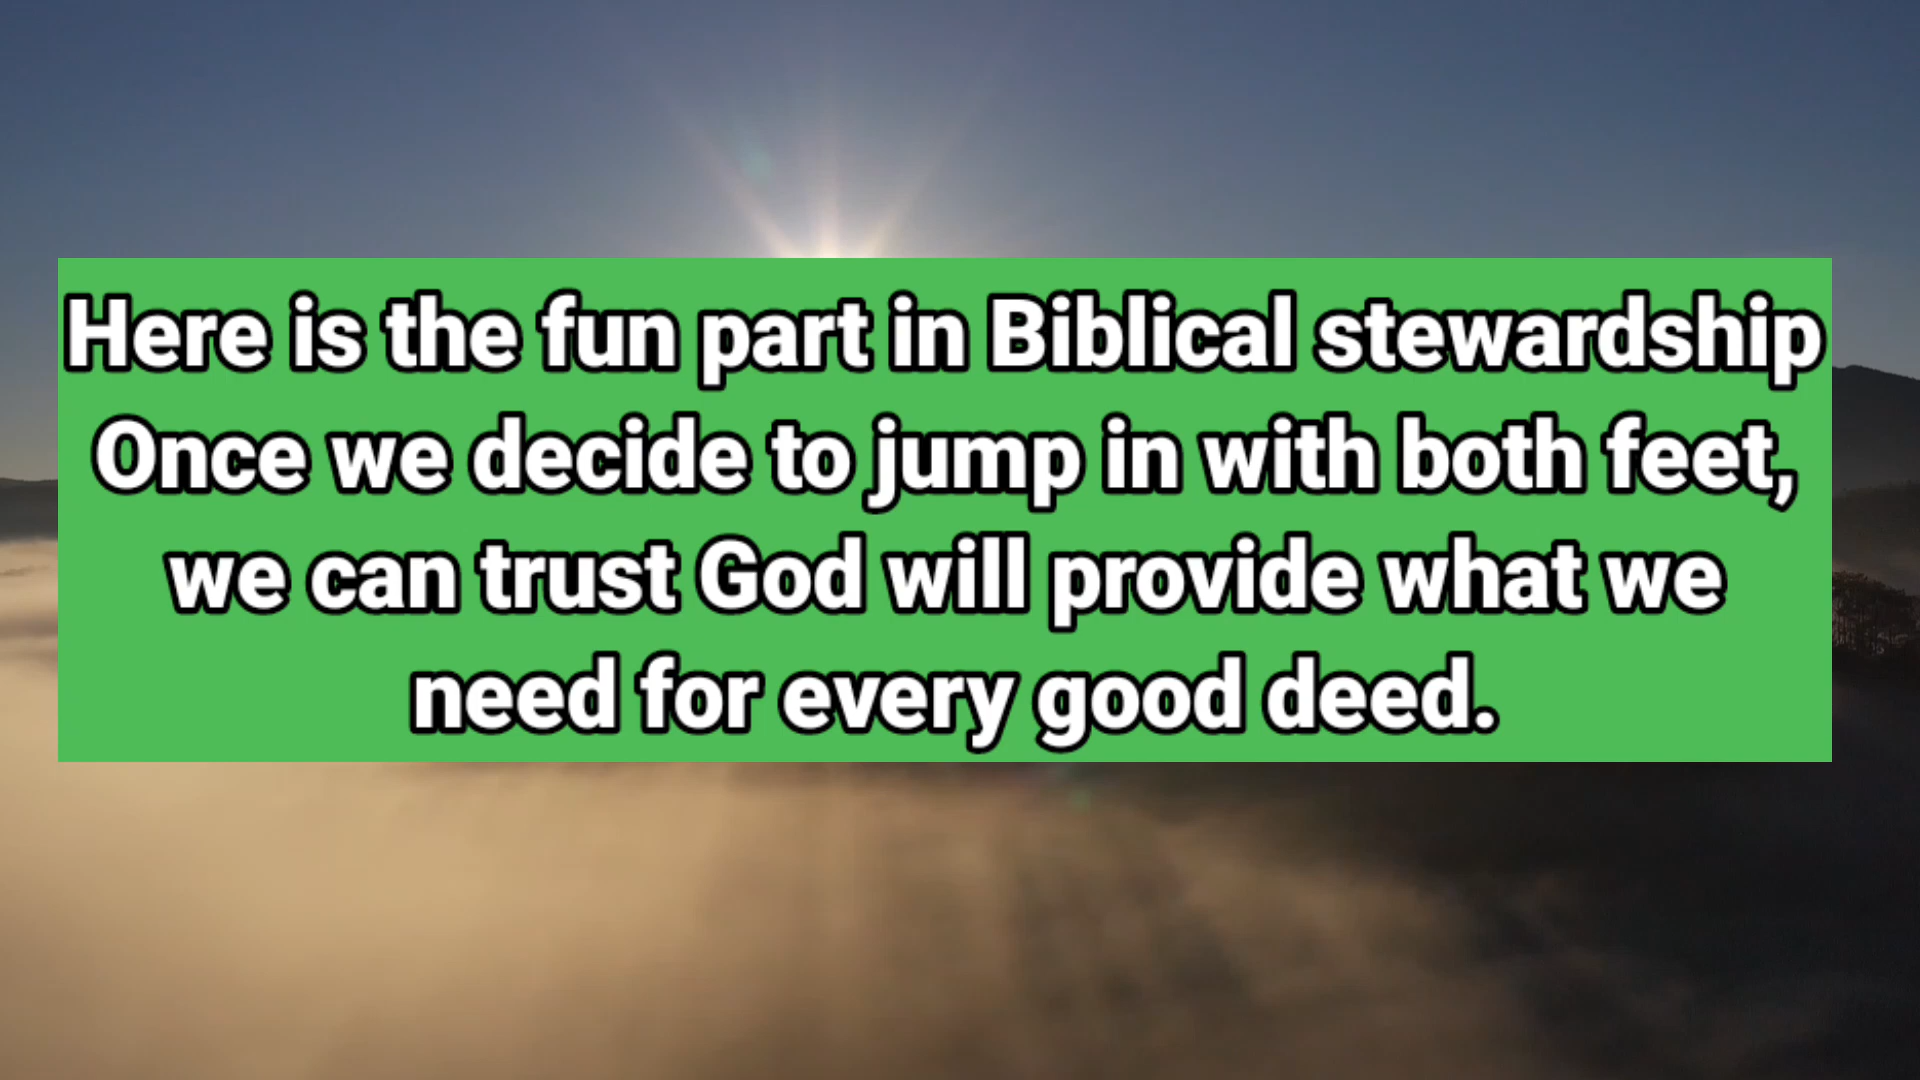 Here is the fun part in Biblical stewardship
Once we decide to jump in with both feet,
we can trust God will provide what we
need for every good deed.